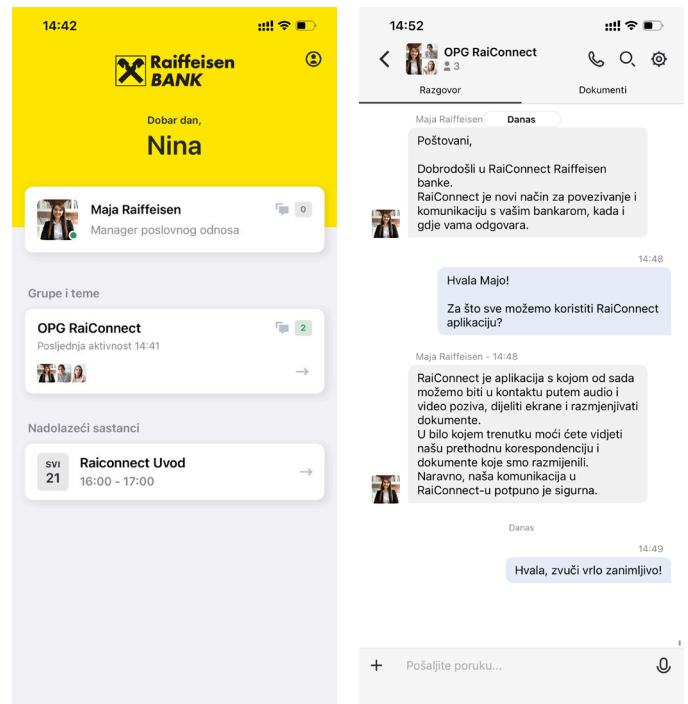 14:42
Raiffeisen
BANK
Dobar dan,
Nina
Maja Raiffeisen
0
Manager poslovnog odnosa
Grupe i teme
OPG RaiConnect
2
Posljednja aktivnost 14:41
Nadolazeći sastanci
SVI
21
Raiconnect Uvod
16:00 - 17:00
14:52
OPG RaiConnect
3
Razgovor
Dokumenti
Maja Raiffeisen
Danas
Poštovani,
Dobrodošli u RaiConnect Raiffeisen
banke.
RaiConnect je novi način za povezivanje i
komunikaciju s vašim bankarom, kada i
gdje vama odgovara.
14:48
Hvala Majo!
Za što sve možemo koristiti RaiConnect
aplikaciju?
Maja Raiffeisen - 14:48
RaiConnect je aplikacija s kojom od sada
možemo biti u kontaktu putem audio i
video poziva, dijeliti ekrane i razmjenjivati
dokumente.
U bilo kojem trenutku moći ćete vidjeti
našu prethodnu korespondenciju i
dokumente koje smo razmijenili.
Naravno, naša komunikacija u
RaiConnect-u potpuno je sigurna.
Danas
14:49
Hvala, zvuči vrlo zanimljivo!
Pošaljite poruku...